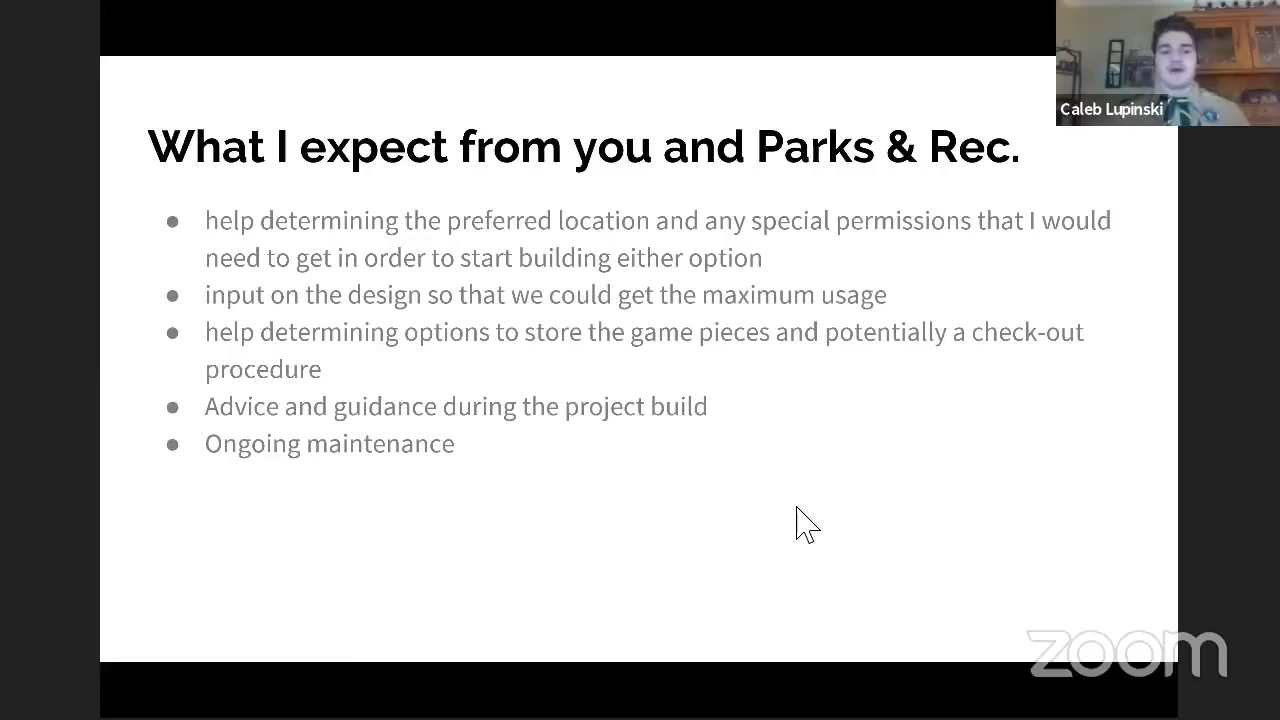 Caleb Lupinski
What I expect from you and Parks & Rec.
● help determining the preferred location and any special permissions that I would
need to get in order to start building either option
● input on the design so that we could get the maximum usage
● help determining options to store the game pieces and potentially a check-out
procedure
● Advice and guidance during the project build
● Ongoing maintenance
zoom